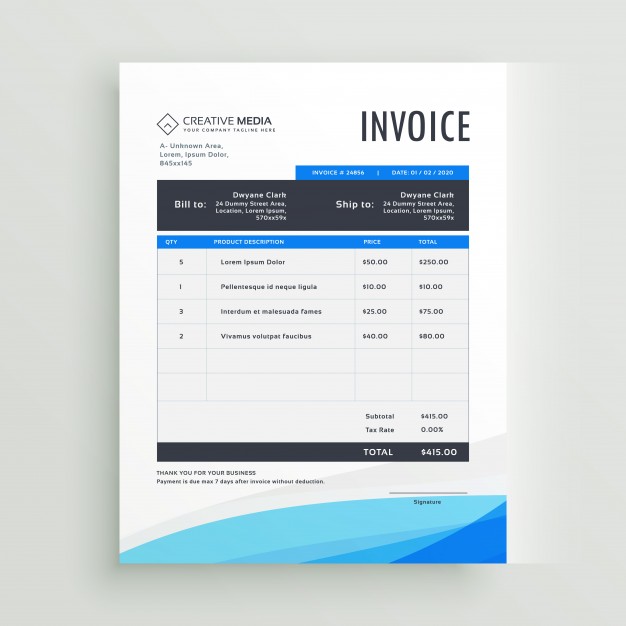 CREATIVE MEDIA
YOUR COMPANY TAGLINE HERE
INVOICE
A- Unknown Area,
Lorem, Ipsum Dolor,
845xx145
INVOICE # 24856 | DATE: 01 / 02 / 2020
Bill to:
Dwyane Clark
24 Dummy Street Area,
Location, Lorem Ipsum,
570xx59x
Ship to:
Dwyane Clark
24 Dummy Street Area,
Location, Lorem Ipsum,
570xx59x
QTY PRODUCT DESCRIPTION PRICE TOTAL
5 Lorem Ipsum Dolor $50.00 $250.00
1 Pellentesque id neque ligula $10.00 $10.00
3 Interdum et malesuada fames $25.00 $75.00
2 Vivamus volutpat faucibus $40.00 $80.00
Subtotal $415.00
Tax Rate 0.00%
TOTAL $415.00
THANK YOU FOR YOUR BUSINESS
Payment is due max 7 days after invoice without deduction.
Signature